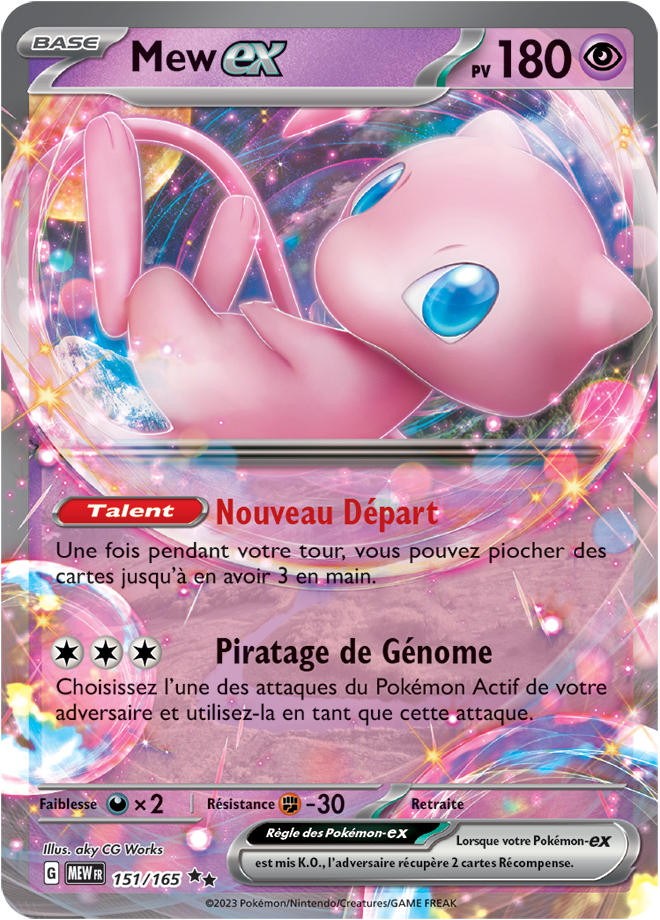 BASE Mew ex PV 180
Talent Nouveau Départ
Une fois pendant votre tour, vous pouvez piocher des
cartes jusqu'à en avoir 3 en main.
Piratage de Génome
Choisissez l'une des attaques du Pokémon Actif de votre
adversaire et utilisez-la en tant que cette attaque.
Faiblesse ×2 Résistance -30 Retraite
Règle des Pokémon-ex Lorsque votre Pokémon-ex
est mis K.O., l'adversaire récupère 2 cartes Récompense.
Illus. aky CG Works
G MEW FR 151/165
©2023 Pokémon/Nintendo/Creatures/GAME FREAK